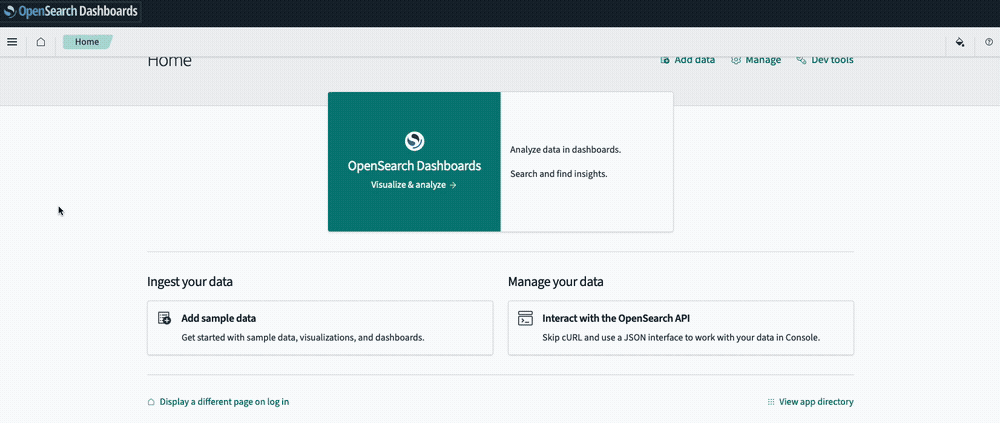 OpenSearch Dashboards
Home
Home
Add data
Manage
Dev tools
OpenSearch Dashboards
Visualize & analyze
Analyze data in dashboards.
Search and find insights.
Ingest your data
Manage your data
Add sample data
Get started with sample data, visualizations, and dashboards.
Interact with the OpenSearch API
Skip cURL and use a JSON interface to work with your data in Console.
Display a different page on log in
View app directory